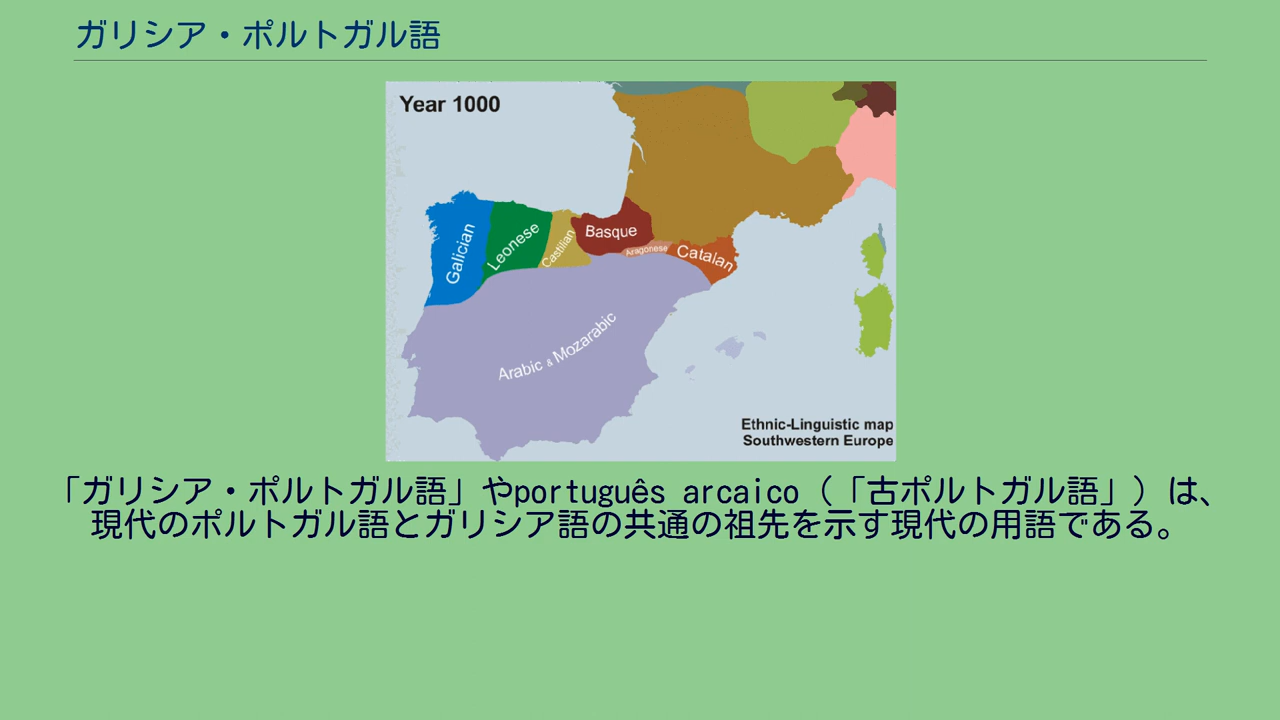 ガリシア・ポルトガル語
Year 1000
Galician
Leonese
Castilian
Basque
Aragonese
Catalan
Arabic & Mozarabic
Ethnic-Linguistic map
Southwestern Europe
「ガリシア・ポルトガル語」やportuguês arcaico（「古ポルトガル語」）は、
現代のポルトガル語とガリシア語の共通の祖先を示す現代の用語である。